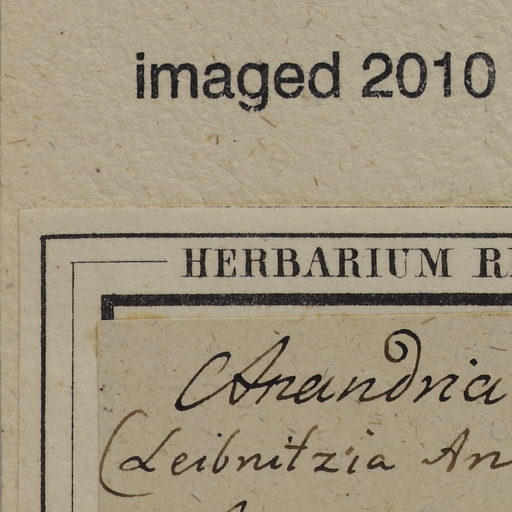 imaged 2010
HERBARIUM
Anandria
(Leibnitzia An